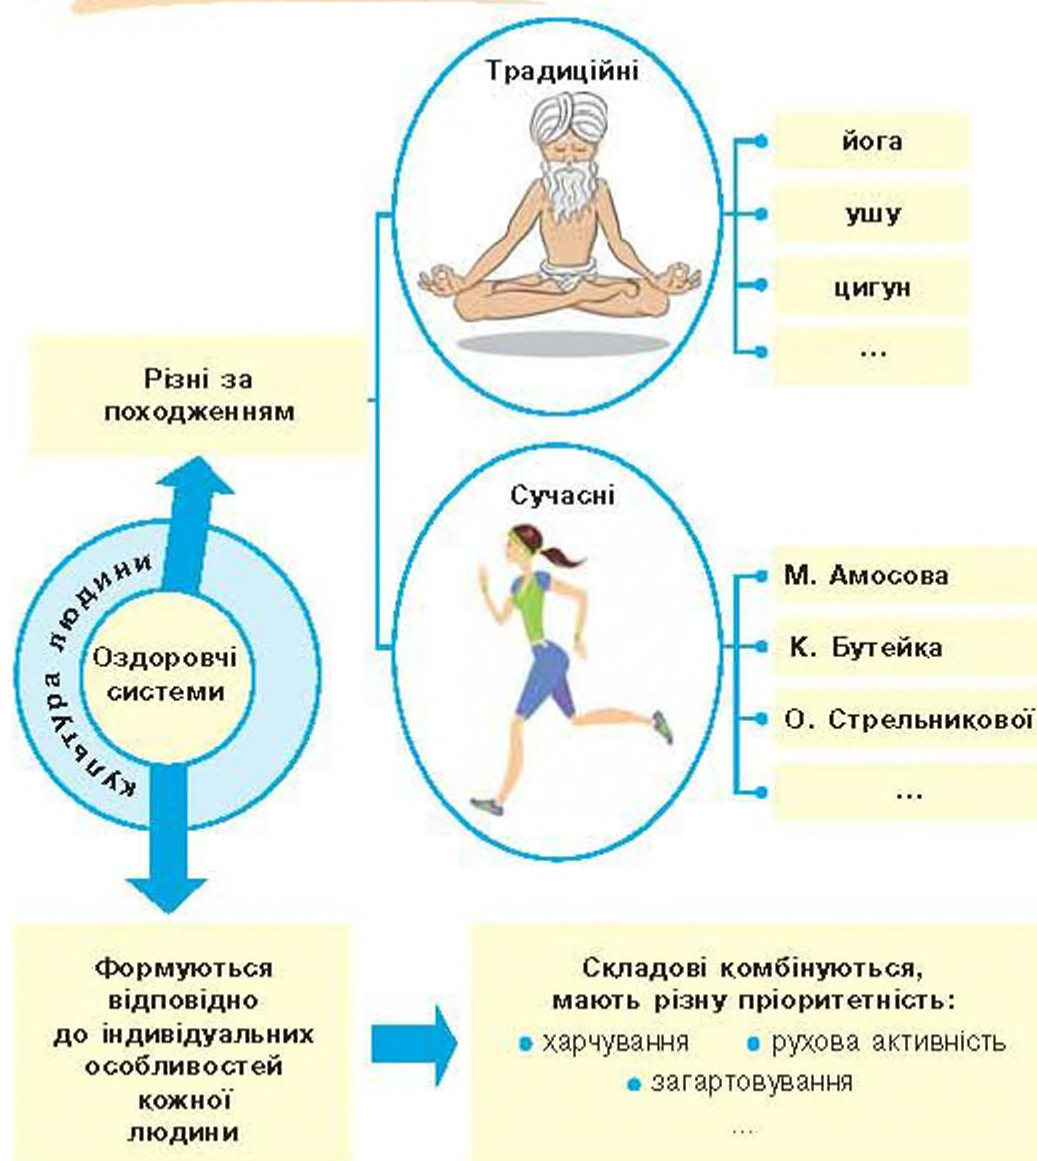 Традиційні
йога
ушу
цигун
...
Різні за
походженням
Сучасні
М. Амосова
К. Бутейка
О. Стрельникової
...
культура людини
Оздоровчі
системи
Формуються
відповідно
до індивідуальних
особливостей
кожної
людини
Складові комбінуються,
мають різну пріоритетність:
• харчування • рухова активність
• загартовування
....